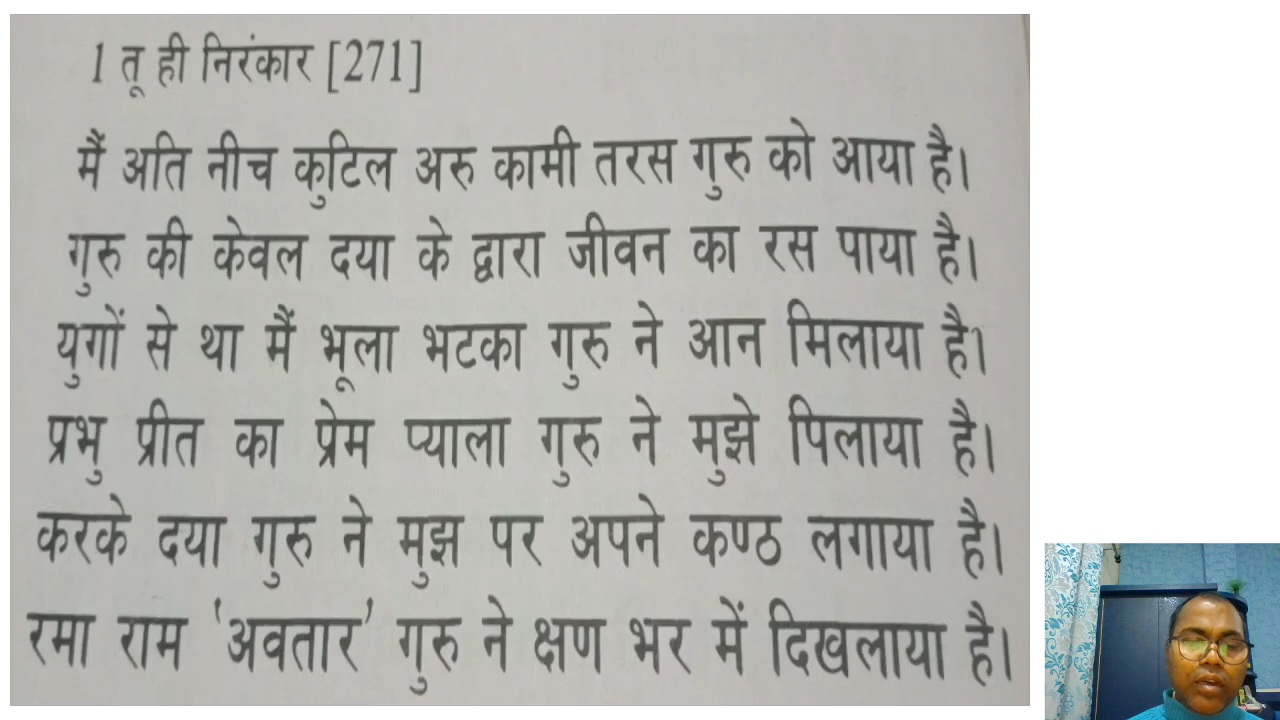 1 तू ही निरंकार [271]
मैं अति नीच कुटिल अरु कामी तरस गुरु को आया है।
गुरु की केवल दया के द्वारा जीवन का रस पाया है।
युगों से था मैं भूला भटका गुरु ने आन मिलाया है।
प्रभु प्रीत का प्रेम प्याला गुरु ने मुझे पिलाया है।
करके दया गुरु ने मुझ पर अपने कण्ठ लगाया है।
रमा राम 'अवतार' गुरु ने क्षण भर में दिखलाया है।